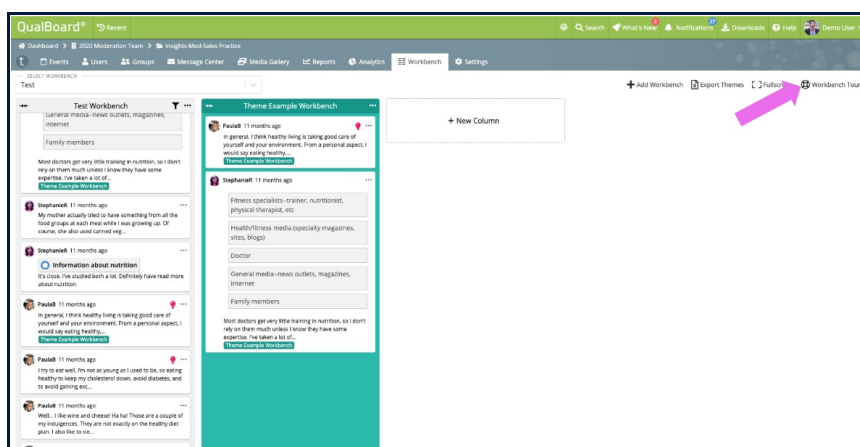 QualBoard®
Recent
Search
What's New
Notifications
27
Downloads
Help
Demo User
Dashboard > 2020 Moderation Team > Insights-Mod-Sales Practice
Events
Users
Groups
Message Center
Media Gallery
Reports
Analytics
Workbench
Settings
SELECT WORKBENCH
Test
Add Workbench
Export Themes
Fullscr
Workbench Tour
Test Workbench
General media--news outlets, magazines,
internet
Family members
Most doctors get very little training in nutrition, so I don't
rely on them much unless I know they have some
expertise. I've taken a lot of...
Theme Example Workbench
StephanieR 11 months ago
My mother actually tried to have something from all the
food groups at each meal while I was growing up. Of
course, she also used canned veg...
StephanieR 11 months ago
Information about nutrition
It's close. I've studied both a lot. Definitely have read more
about nutrition.
PaulaB 11 months ago
In general, I think healthy living is taking good care of
yourself and your environment. From a personal aspect, I
would say eating healthy,...
Theme Example Workbench
PaulaB 11 months ago
I try to eat well, I'm not as young as I used to be, so eating
healthy to keep my cholesterol down, avoid diabetes, and
to avoid gaining exc...
PaulaB 11 months ago
Well... I like wine and cheese! Ha ha! Those are a couple of
my indulgences. They are not exactly on the healthy diet
plan. I also like to sle...
Theme Example Workbench
PaulaB 11 months ago
In general, I think healthy living is taking good care of
yourself and your environment. From a personal aspect, I
would say eating healthy,...
Theme Example Workbench
StephanieR 11 months ago
Fitness specialists--trainer, nutritionist,
physical therapist, etc
Health/fitness media (specialty magazines,
sites, blogs)
Doctor
General media--news outlets, magazines,
internet
Family members
Most doctors get very little training in nutrition, so I don't
rely on them much unless I know they have some
expertise. I've taken a lot of...
Theme Example Workbench
+ New Column